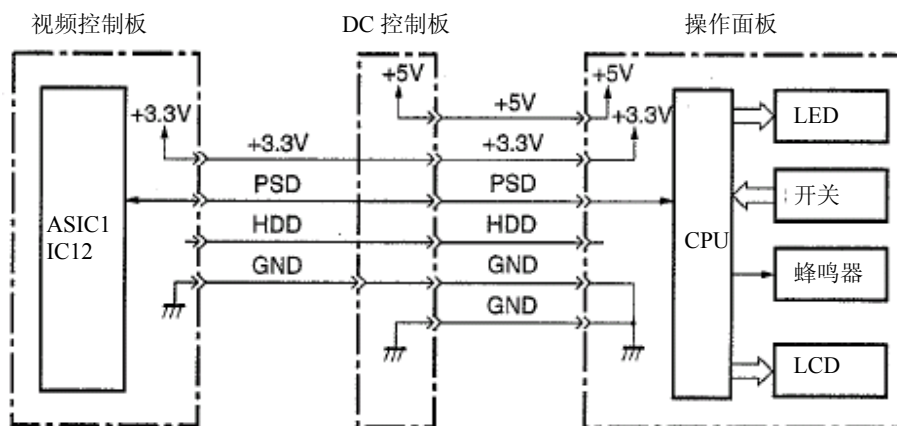 视频控制板
DC 控制板
操作面板
+5V
+5V
+5V
+3.3V
+3.3V
+3.3V
+3.3V
PSD
PSD
HDD
HDD
GND
GND
GND
ASIC1
IC12
CPU
LED
开关
蜂鸣器
LCD